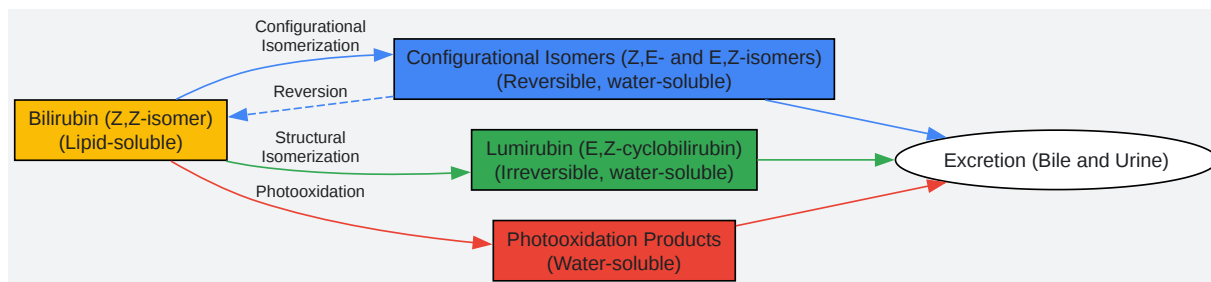 Configurational
Isomerization
Configurational Isomers (Z,E- and E,Z-isomers)
(Reversible, water-soluble)
Reversion
Bilirubin (Z,Z-isomer)
(Lipid-soluble)
Structural
Isomerization
Lumirubin (E,Z-cyclobilirubin)
(Irreversible, water-soluble)
Excretion (Bile and Urine)
Photooxidation
Photooxidation Products
(Water-soluble)